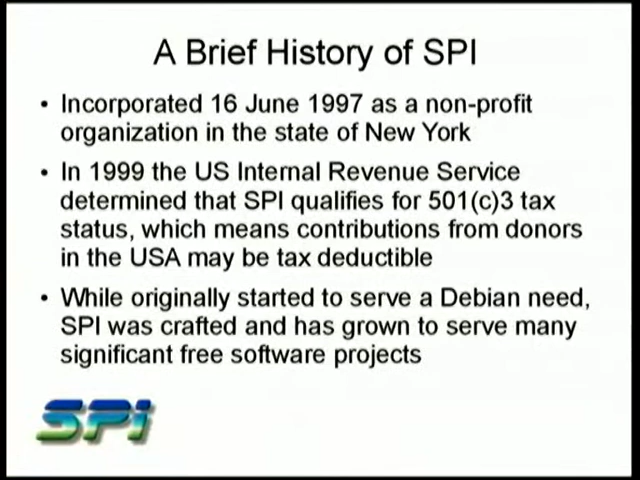 A Brief History of SPI
• Incorporated 16 June 1997 as a non-profit
organization in the state of New York
• In 1999 the US Internal Revenue Service
determined that SPI qualifies for 501(c)3 tax
status, which means contributions from donors
in the USA may be tax deductible
• While originally started to serve a Debian need,
SPI was crafted and has grown to serve many
significant free software projects
SPi